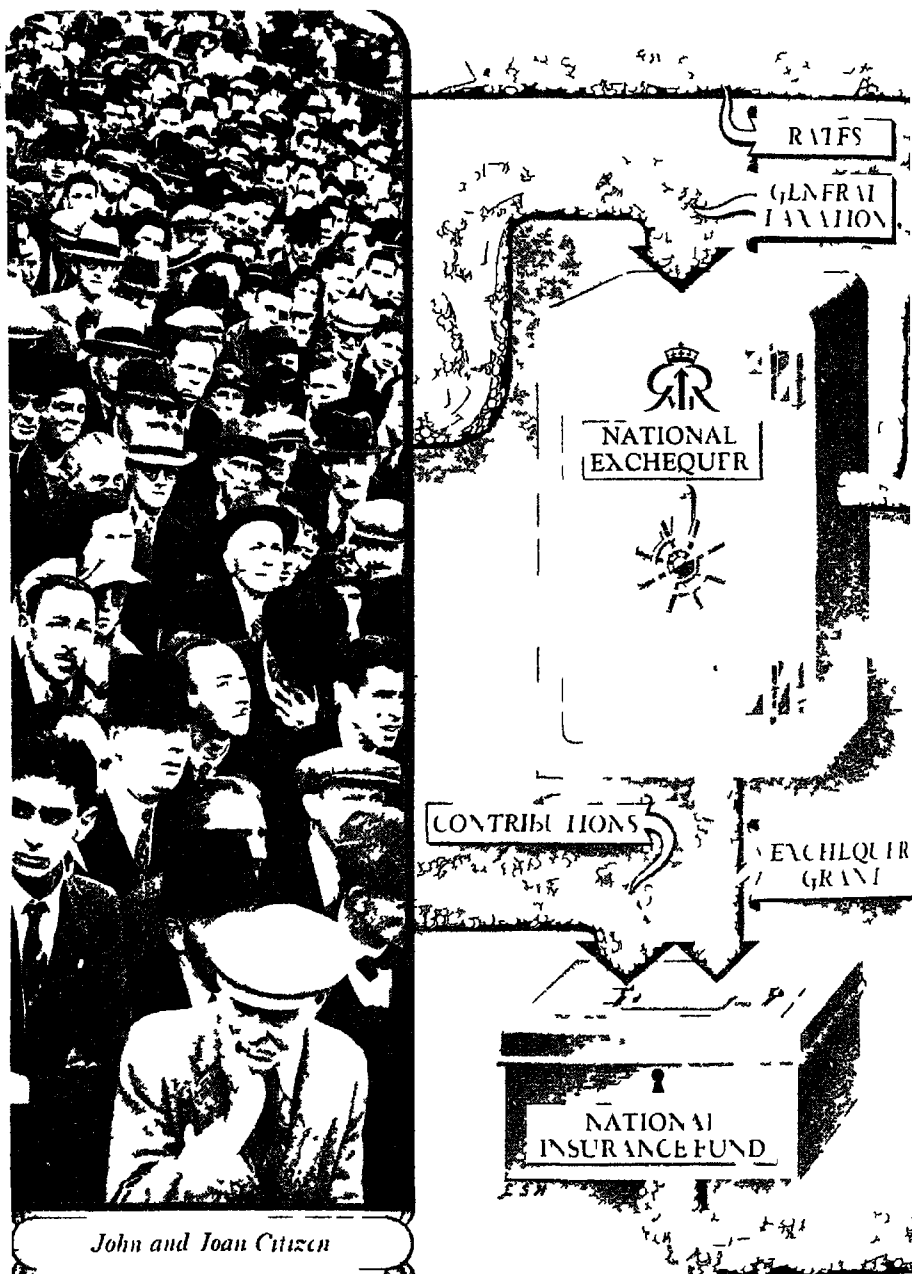 RATES
GENERAL
TAXATION
NATIONAL
EXCHEQUER
CONTRIBUTIONS
EXCHEQUER
GRANT
NATIONAL
INSURANCE FUND
John and Joan Citizen